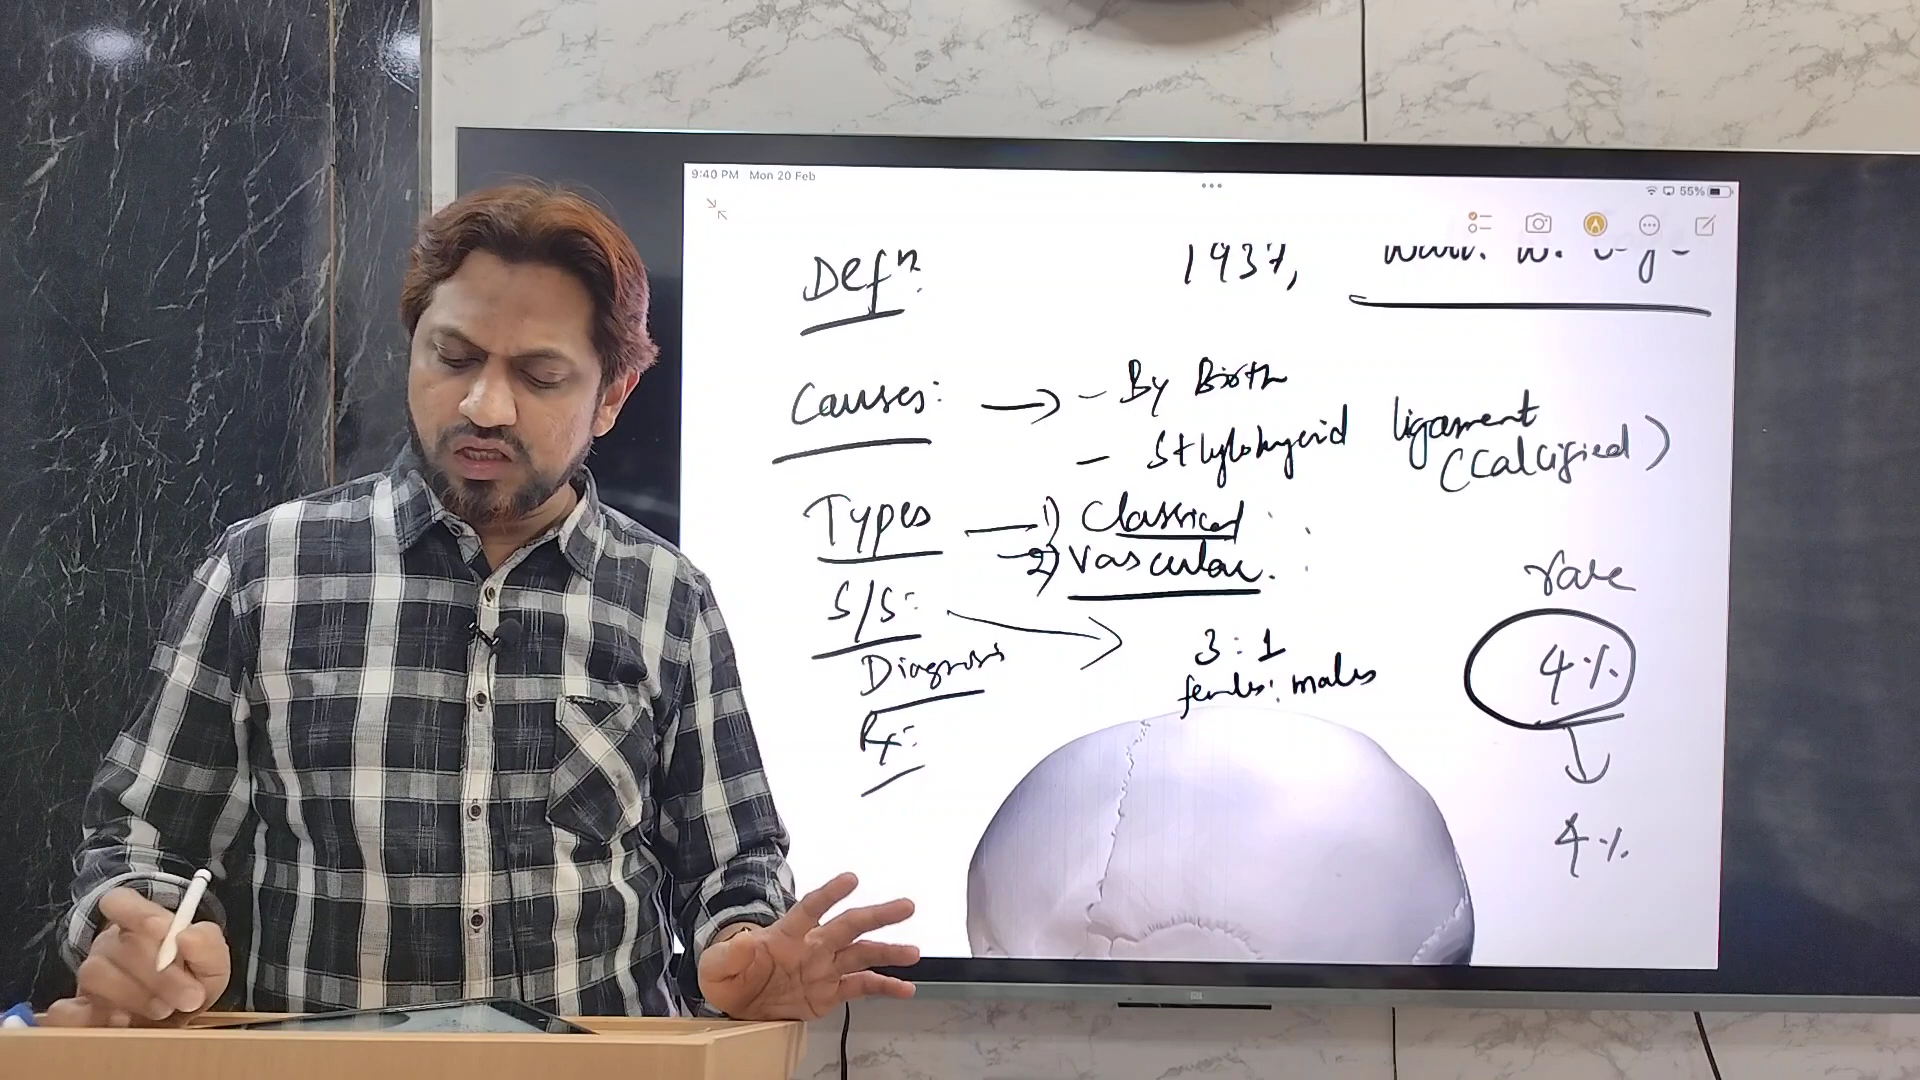 9:40 PM Mon 20 Feb
55%
Defⁿ: 1937,
Causes: → - By Birth
- Stylohyoid ligament
(Calcified)
Types 1) Classical
2) Vascular.
rare
S/S:
3:1
4%
females: males
Diagnosis
Rx:
4%